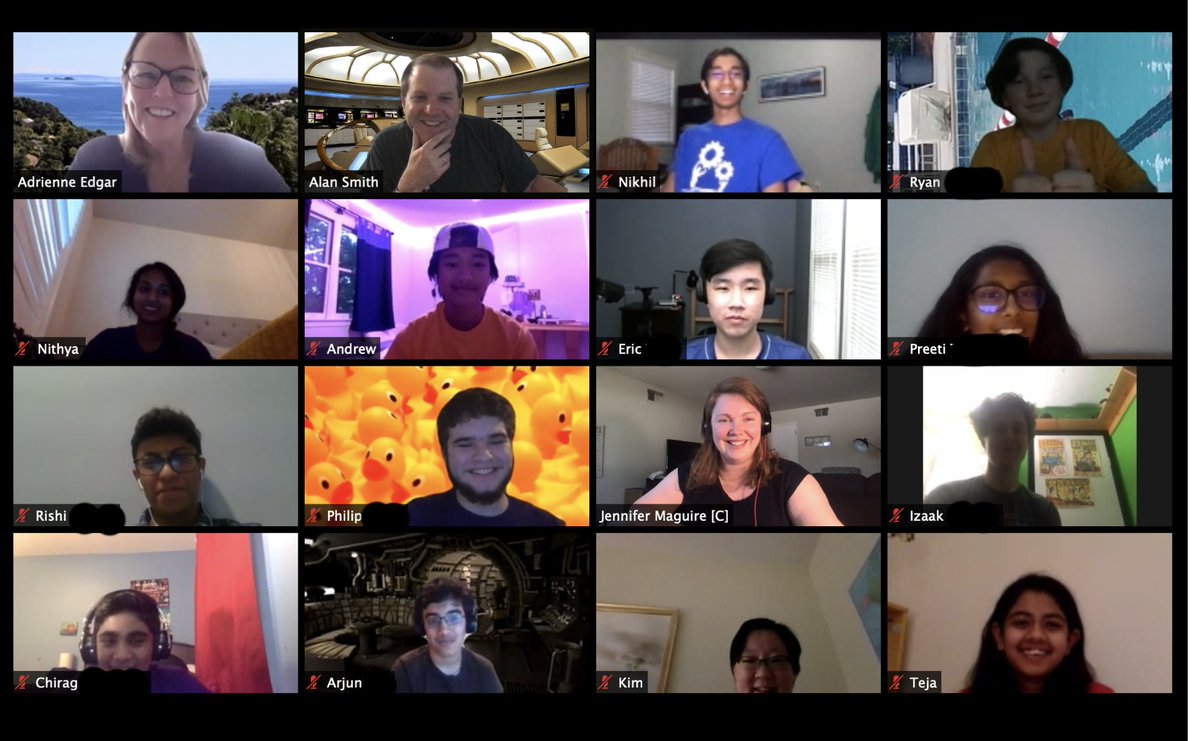 Adrienne Edgar
Alan Smith
Nikhil
Ryan
Nithya
Andrew
Eric
Preeti
Rishi
Philip
Jennifer Maguire [C]
Izaak
Chirag
Arjun
Kim
Teja